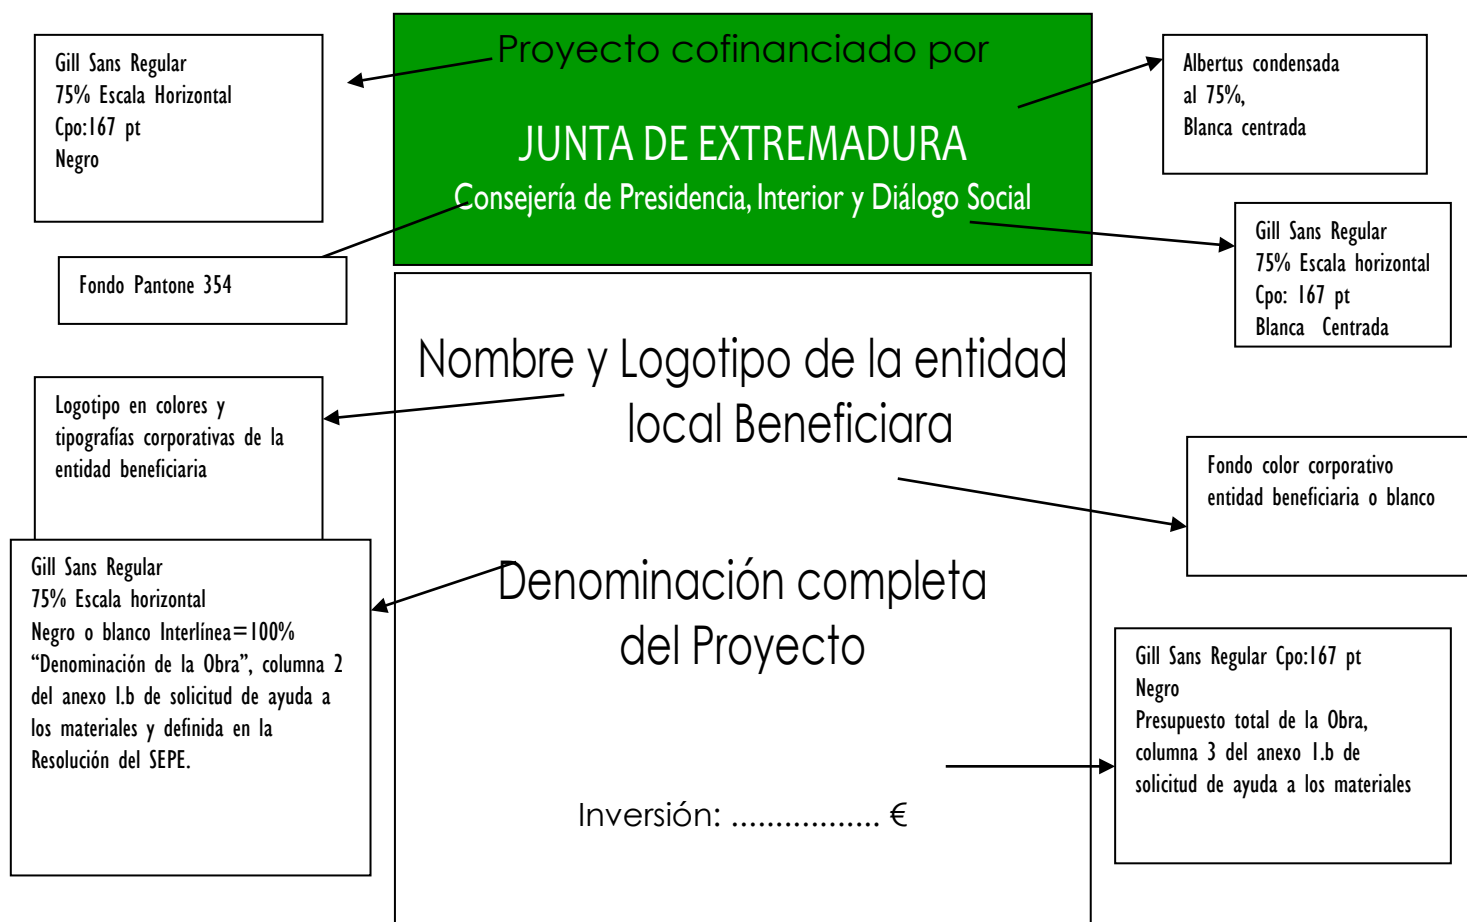 Proyecto cofinanciado por
JUNTA DE EXTREMADURA
Consejería de Presidencia, Interior y Diálogo Social
Gill Sans Regular
75% Escala Horizontal
Cpo:167 pt
Negro
Albertus condensada
al 75%,
Blanca centrada
Fondo Pantone 354
Gill Sans Regular
75% Escala horizontal
Cpo: 167 pt
Blanca Centrada
Nombre y Logotipo de la entidad
local Beneficiara
Logotipo en colores y
tipografías corporativas de la
entidad beneficiaria
Fondo color corporativo
entidad beneficiaria o blanco
Denominación completa
del Proyecto
Gill Sans Regular
75% Escala horizontal
Negro o blanco Interlínea=100%
“Denominación de la Obra”, columna 2
del anexo I.b de solicitud de ayuda a
los materiales y definida en la
Resolución del SEPE.
Gill Sans Regular Cpo:167 pt
Negro
Presupuesto total de la Obra,
columna 3 del anexo I.b de
solicitud de ayuda a los materiales
Inversión: ................. €